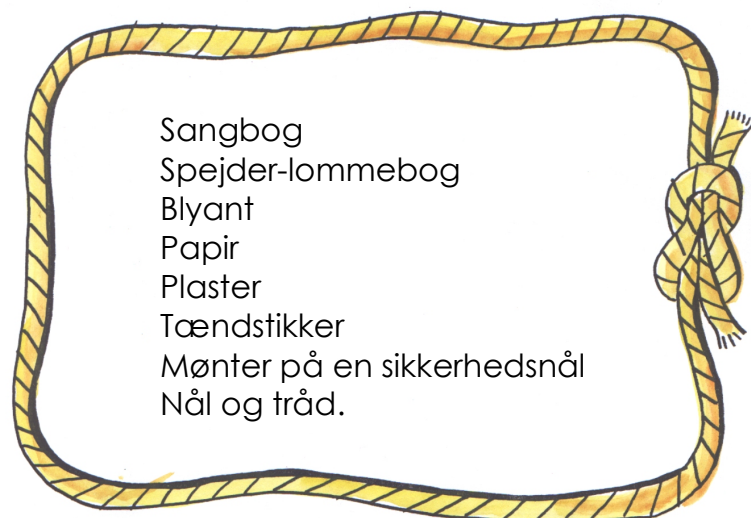 Sangbog
Spejder-lommebog
Blyant
Papir
Plaster
Tændstikker
Mønter på en sikkerhedsnål
Nål og tråd.